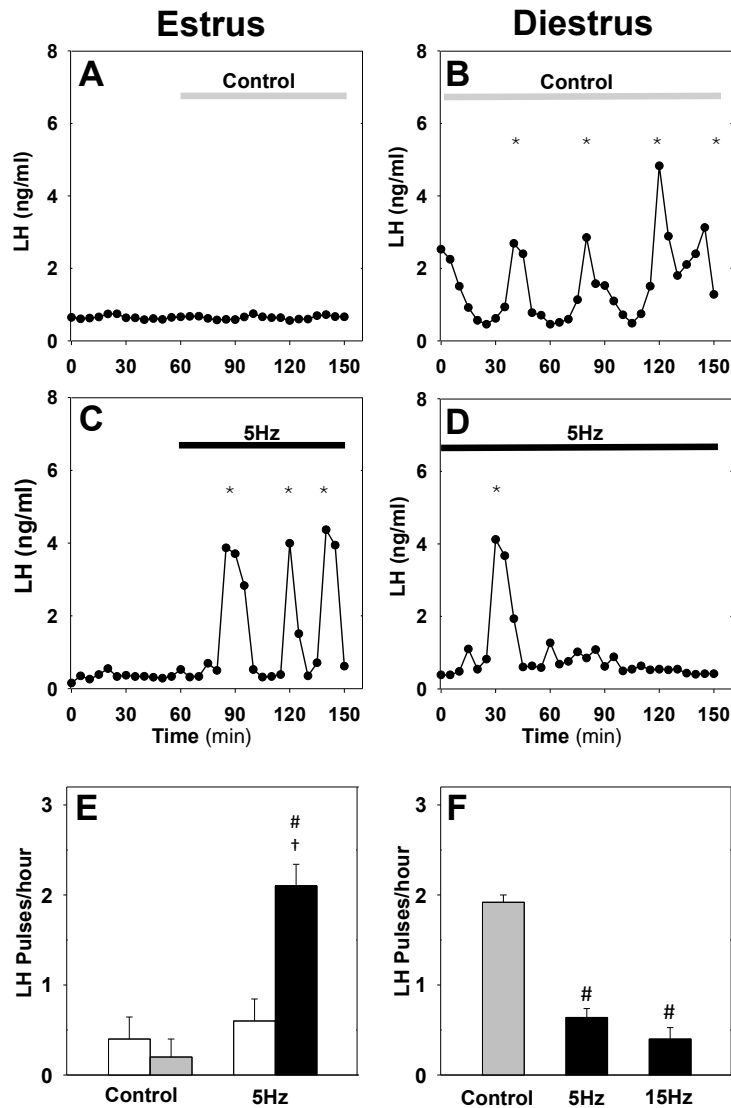 Estrus
Diestrus
A
Control
8
6
4
2
0
LH (ng/ml)
0 30 60 90 120 150
B
Control
* * * *
8
6
4
2
0
LH (ng/ml)
0 30 60 90 120 150
C
5Hz
* * *
8
6
4
2
0
LH (ng/ml)
0 30 60 90 120 150
Time (min)
D
5Hz
*
8
6
4
2
0
LH (ng/ml)
0 30 60 90 120 150
Time (min)
E
3
2
1
0
LH Pulses/hour
#
†
Control 5Hz
F
3
2
1
0
LH Pulses/hour
# #
Control 5Hz 15Hz